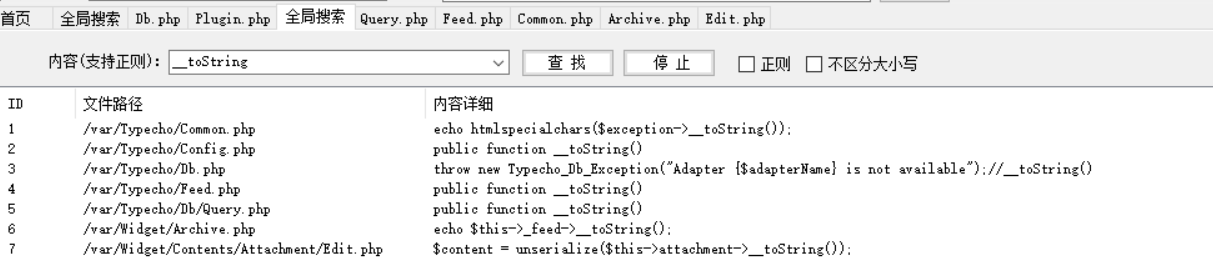 首页 全局搜索 Db.php Plugin.php 全局搜索 Query.php Feed.php Common.php Archive.php Edit.php
内容(支持正则): __toString 查 找 停 止 正则 不区分大小写
ID 文件路径 内容详细
1 /var/Typecho/Common.php echo htmlspecialchars($exception->__toString());
2 /var/Typecho/Config.php public function __toString()
3 /var/Typecho/Db.php throw new Typecho_Db_Exception("Adapter {$adapterName} is not available");//__toString()
4 /var/Typecho/Feed.php public function __toString()
5 /var/Typecho/Db/Query.php public function __toString()
6 /var/Widget/Archive.php echo $this->_feed->__toString();
7 /var/Widget/Contents/Attachment/Edit.php $content = unserialize($this->attachment->__toString());